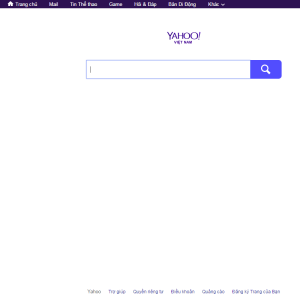 Trang chủ Mail Tin Thể thao Game Hỏi & Đáp Bản Di Động Khác
YAHOO!
VIỆT NAM
Yahoo Trợ giúp Quyền riêng tư Điều khoản Quảng cáo Đăng ký Trang của Bạn